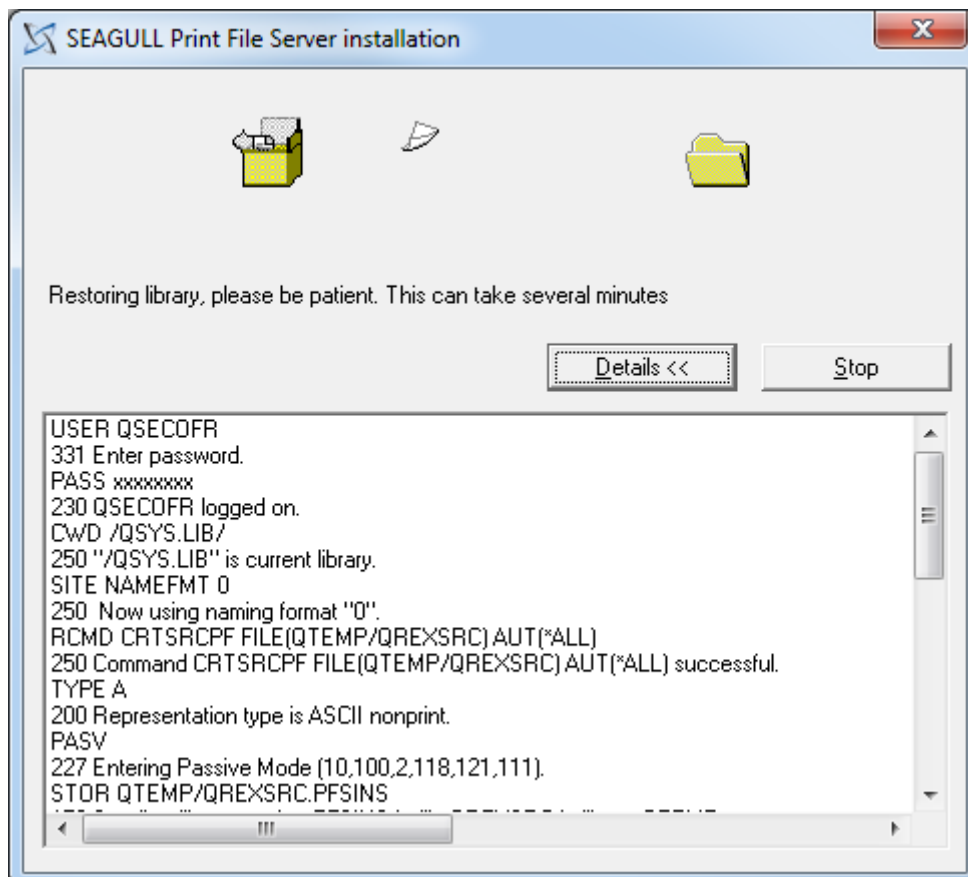 SEAGULL Print File Server installation
Restoring library, please be patient. This can take several minutes
Details <<
Stop
USER QSECOFR
331 Enter password.
PASS xxxxxxxx
230 QSECOFR logged on.
CWD /QSYS.LIB/
250 "/QSYS.LIB" is current library.
SITE NAMEFMT 0
250  Now using naming format "0".
RCMD CRTSRCPF FILE(QTEMP/QREXSRC) AUT(*ALL)
250 Command CRTSRCPF FILE(QTEMP/QREXSRC) AUT(*ALL) successful.
TYPE A
200 Representation type is ASCII nonprint.
PASV
227 Entering Passive Mode (10,100,2,118,121,111).
STOR QTEMP/QREXSRC.PFSINS